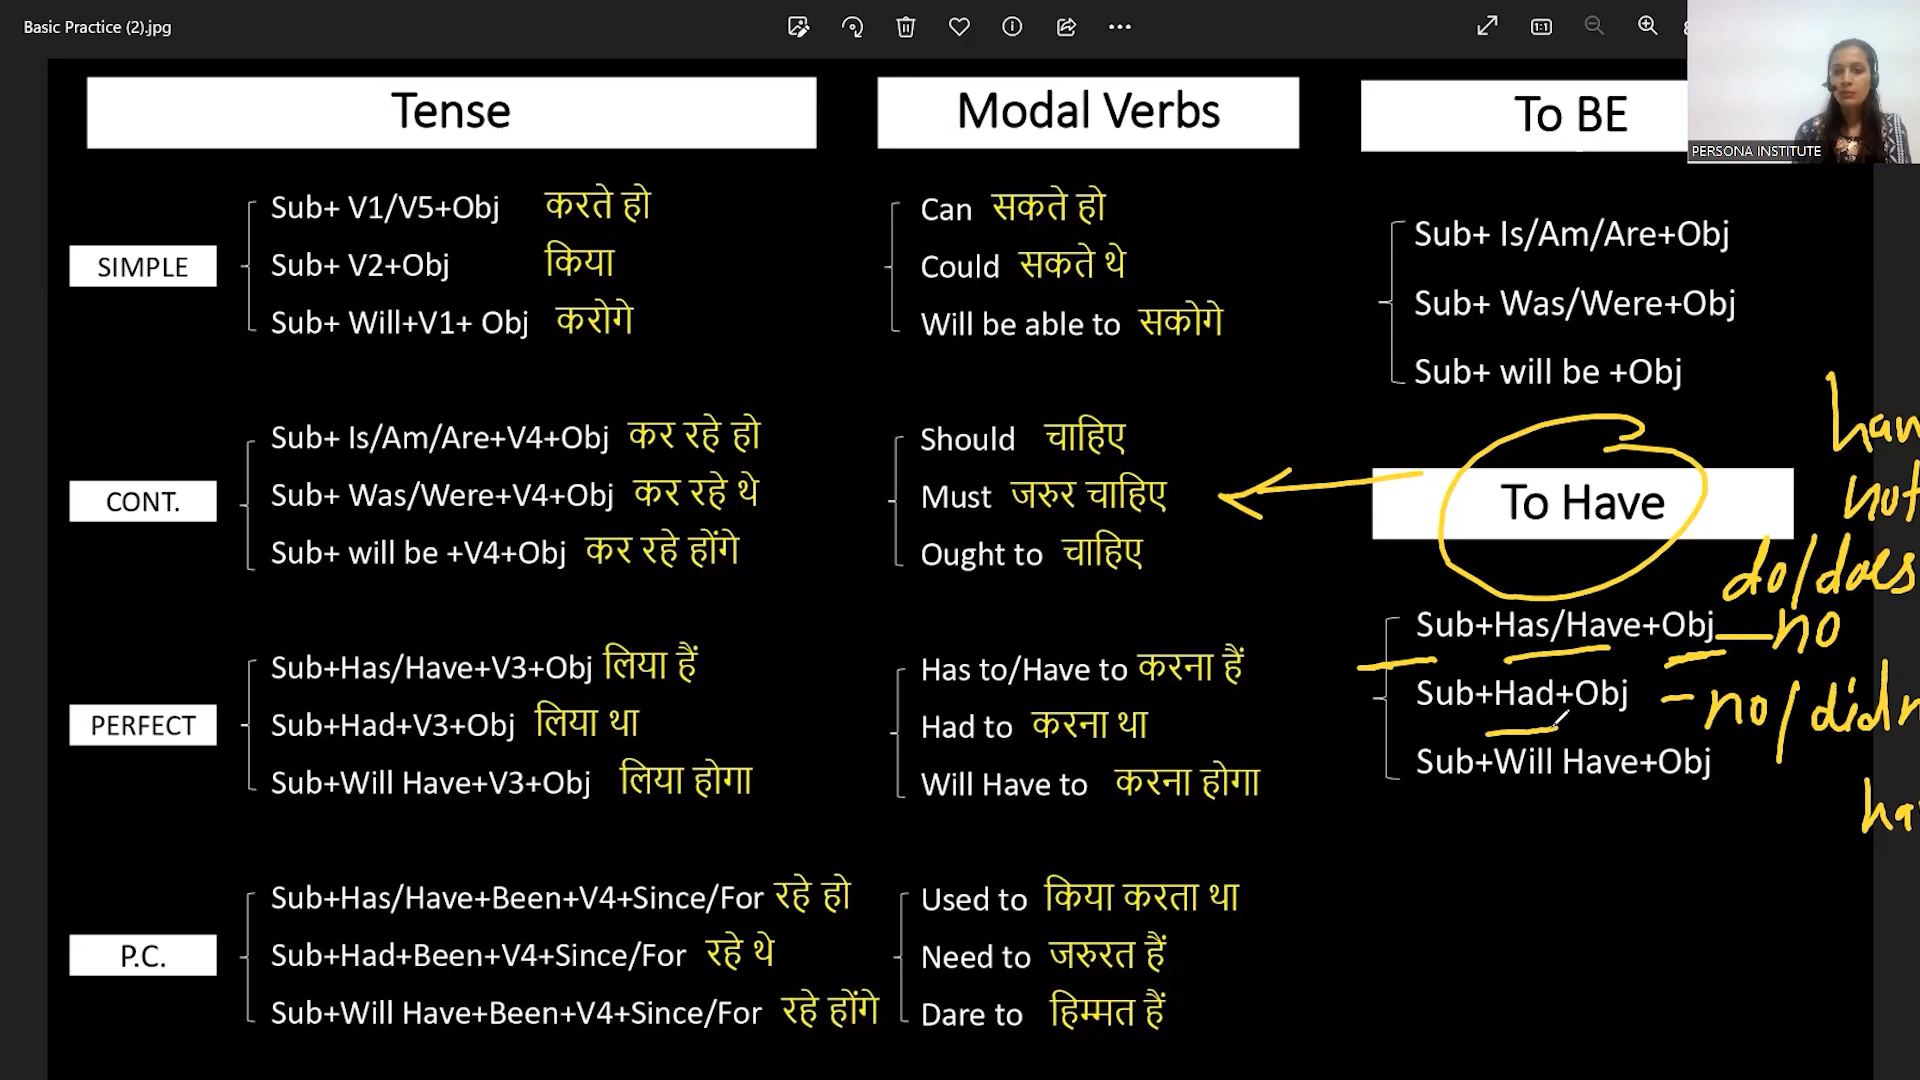 Basic Practice (2).jpg
PERSONA INSTITUTE
Tense
SIMPLE
Sub+ V1/V5+Obj करते हो
Sub+ V2+Obj किया
Sub+ Will+V1+ Obj करोगे
CONT.
Sub+ Is/Am/Are+V4+Obj कर रहे हो
Sub+ Was/Were+V4+Obj कर रहे थे
Sub+ will be +V4+Obj कर रहे होंगे
PERFECT
Sub+Has/Have+V3+Obj लिया हैं
Sub+Had+V3+Obj लिया था
Sub+Will Have+V3+Obj लिया होगा
P.C.
Sub+Has/Have+Been+V4+Since/For रहे हो
Sub+Had+Been+V4+Since/For रहे थे
Sub+Will Have+Been+V4+Since/For रहे होंगे
Modal Verbs
Can सकते हो
Could सकते थे
Will be able to सकोगे
Should चाहिए
Must जरुर चाहिए
Ought to चाहिए
Has to/Have to करना हैं
Had to करना था
Will Have to करना होगा
Used to किया करता था
Need to जरुरत हैं
Dare to हिम्मत हैं
To BE
Sub+ Is/Am/Are+Obj
Sub+ Was/Were+Obj
Sub+ will be +Obj
To Have
not
do/does
Sub+Has/Have+Obj no
Sub+Had+Obj - no/
Sub+Will Have+Obj